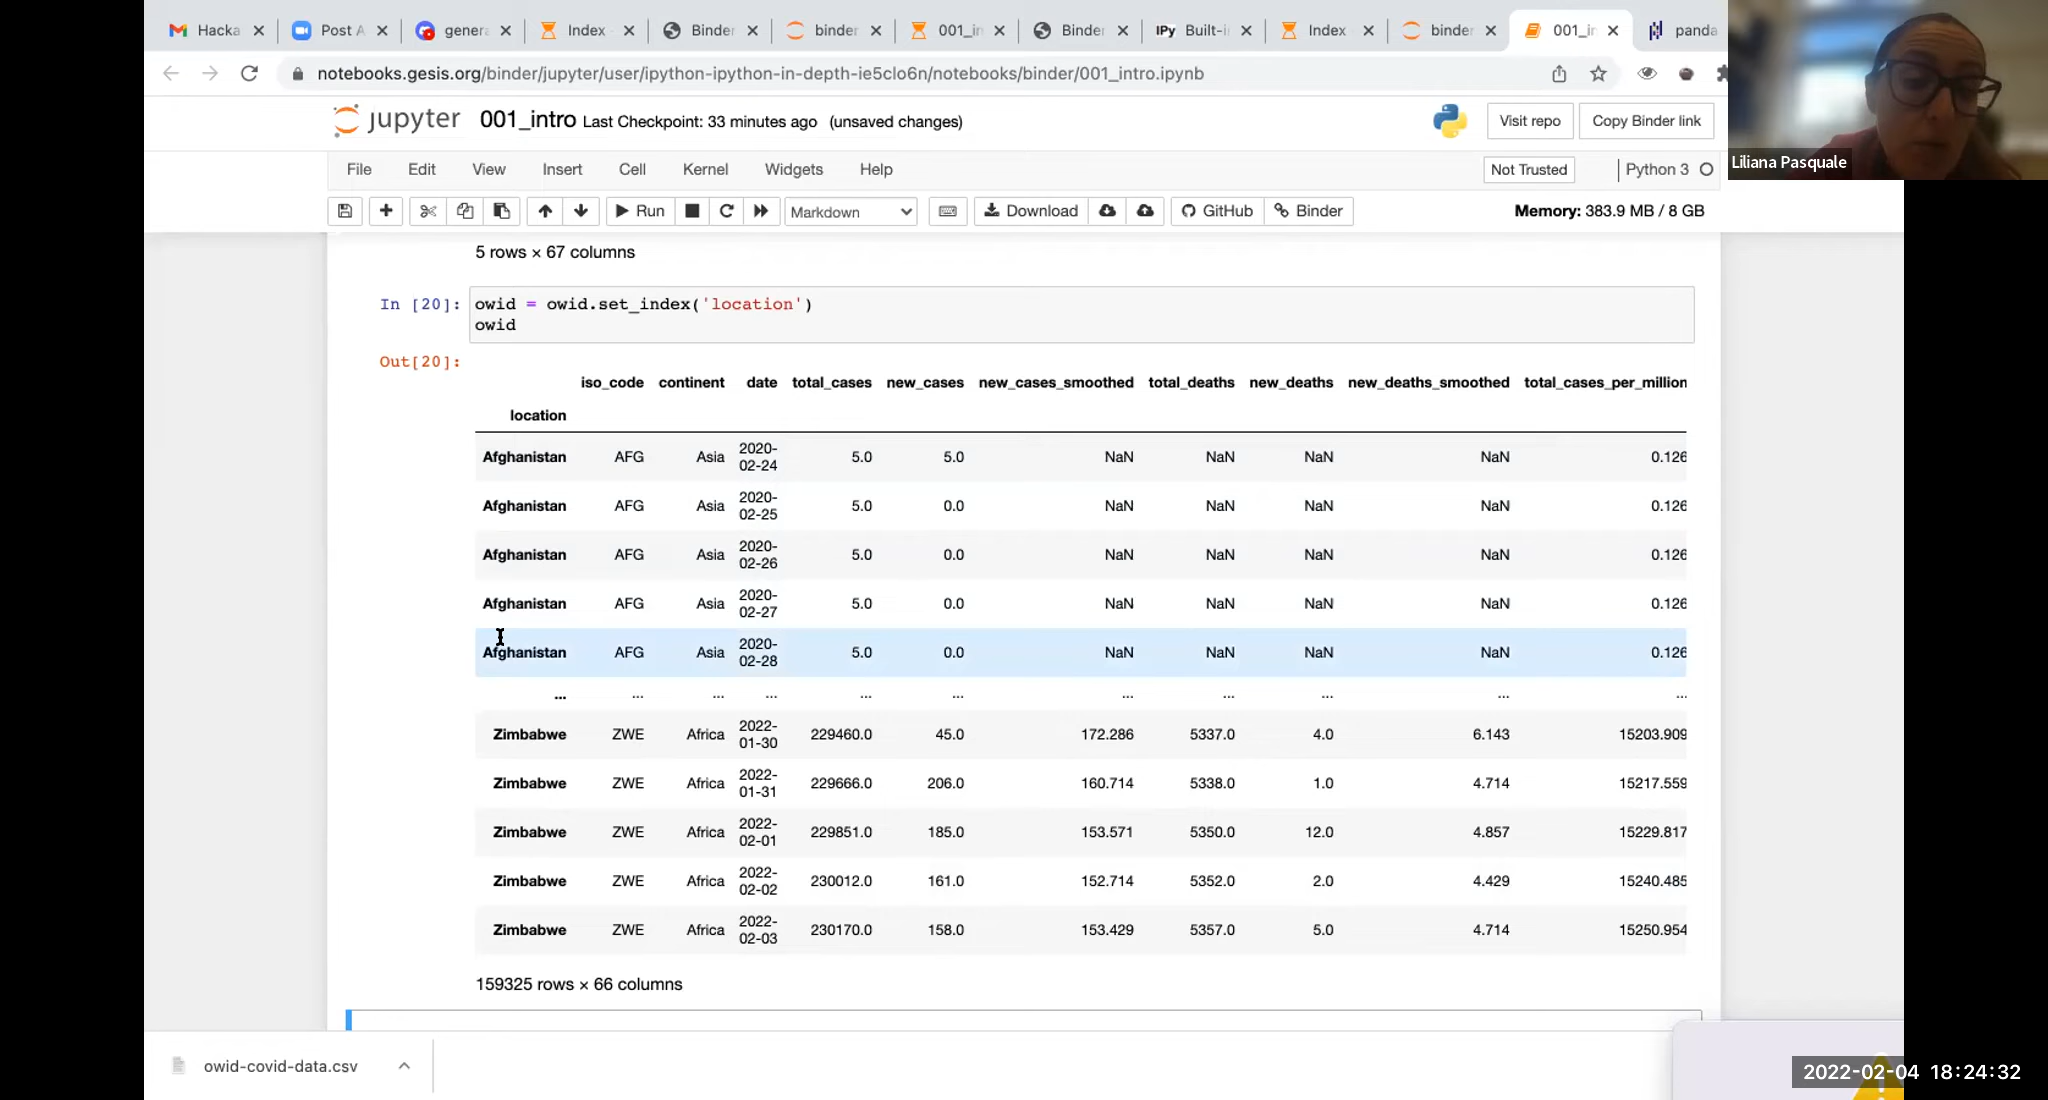 Hacka
Post A
genera
Index
Binder
binder
001_in
Binder
IPy Built-i
Index
binder
001_in
panda
notebooks.gesis.org/binder/jupyter/user/ipython-ipython-in-depth-ie5clo6n/notebooks/binder/001_intro.ipynb
jupyter 001_intro Last Checkpoint: 33 minutes ago (unsaved changes)
Visit repo Copy Binder link
Liliana Pasquale
File Edit View Insert Cell Kernel Widgets Help Not Trusted Python 3
Run Markdown Download GitHub Binder Memory: 383.9 MB / 8 GB
5 rows × 67 columns
In [20]: owid = owid.set_index('location')
owid
Out[20]:
iso_code continent date total_cases new_cases new_cases_smoothed total_deaths new_deaths new_deaths_smoothed total_cases_per_million
location
Afghanistan AFG Asia 2020-02-24 5.0 5.0 NaN NaN NaN NaN 0.126
Afghanistan AFG Asia 2020-02-25 5.0 0.0 NaN NaN NaN NaN 0.126
Afghanistan AFG Asia 2020-02-26 5.0 0.0 NaN NaN NaN NaN 0.126
Afghanistan AFG Asia 2020-02-27 5.0 0.0 NaN NaN NaN NaN 0.126
Afghanistan AFG Asia 2020-02-28 5.0 0.0 NaN NaN NaN NaN 0.126
... ... ... ... ... ... ... ... ... ... ...
Zimbabwe ZWE Africa 2022-01-30 229460.0 45.0 172.286 5337.0 4.0 6.143 15203.909
Zimbabwe ZWE Africa 2022-01-31 229666.0 206.0 160.714 5338.0 1.0 4.714 15217.559
Zimbabwe ZWE Africa 2022-02-01 229851.0 185.0 153.571 5350.0 12.0 4.857 15229.817
Zimbabwe ZWE Africa 2022-02-02 230012.0 161.0 152.714 5352.0 2.0 4.429 15240.485
Zimbabwe ZWE Africa 2022-02-03 230170.0 158.0 153.429 5357.0 5.0 4.714 15250.954
159325 rows × 66 columns
owid-covid-data.csv
2022-02-04 18:24:32